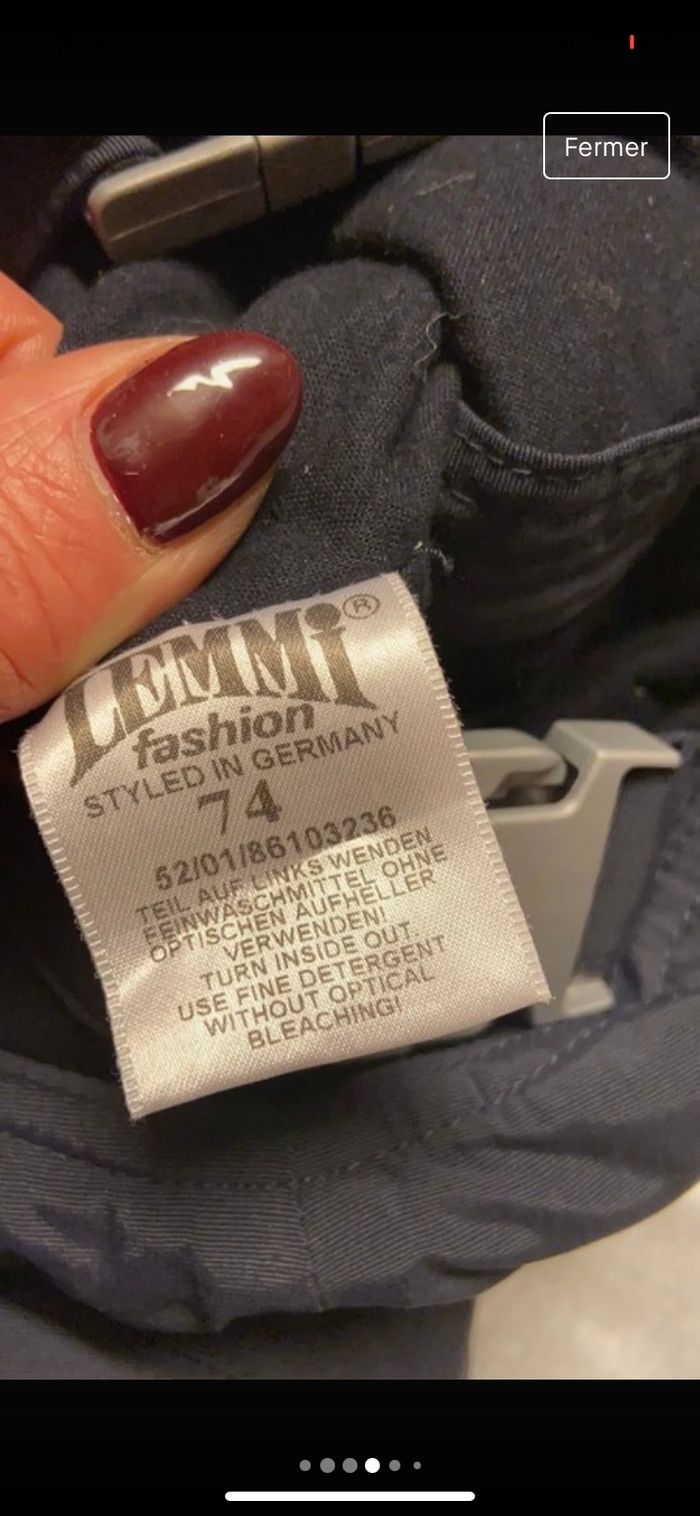 Fermer
LEMMi®
fashion
STYLED IN GERMANY
74
52/01/86103236
TEIL AUF LINKS WENDEN
FEINWASCHMITTEL OHNE
OPTISCHEN AUFHELLER
VERWENDEN!
TURN INSIDE OUT.
USE FINE DETERGENT
WITHOUT OPTICAL
BLEACHING!